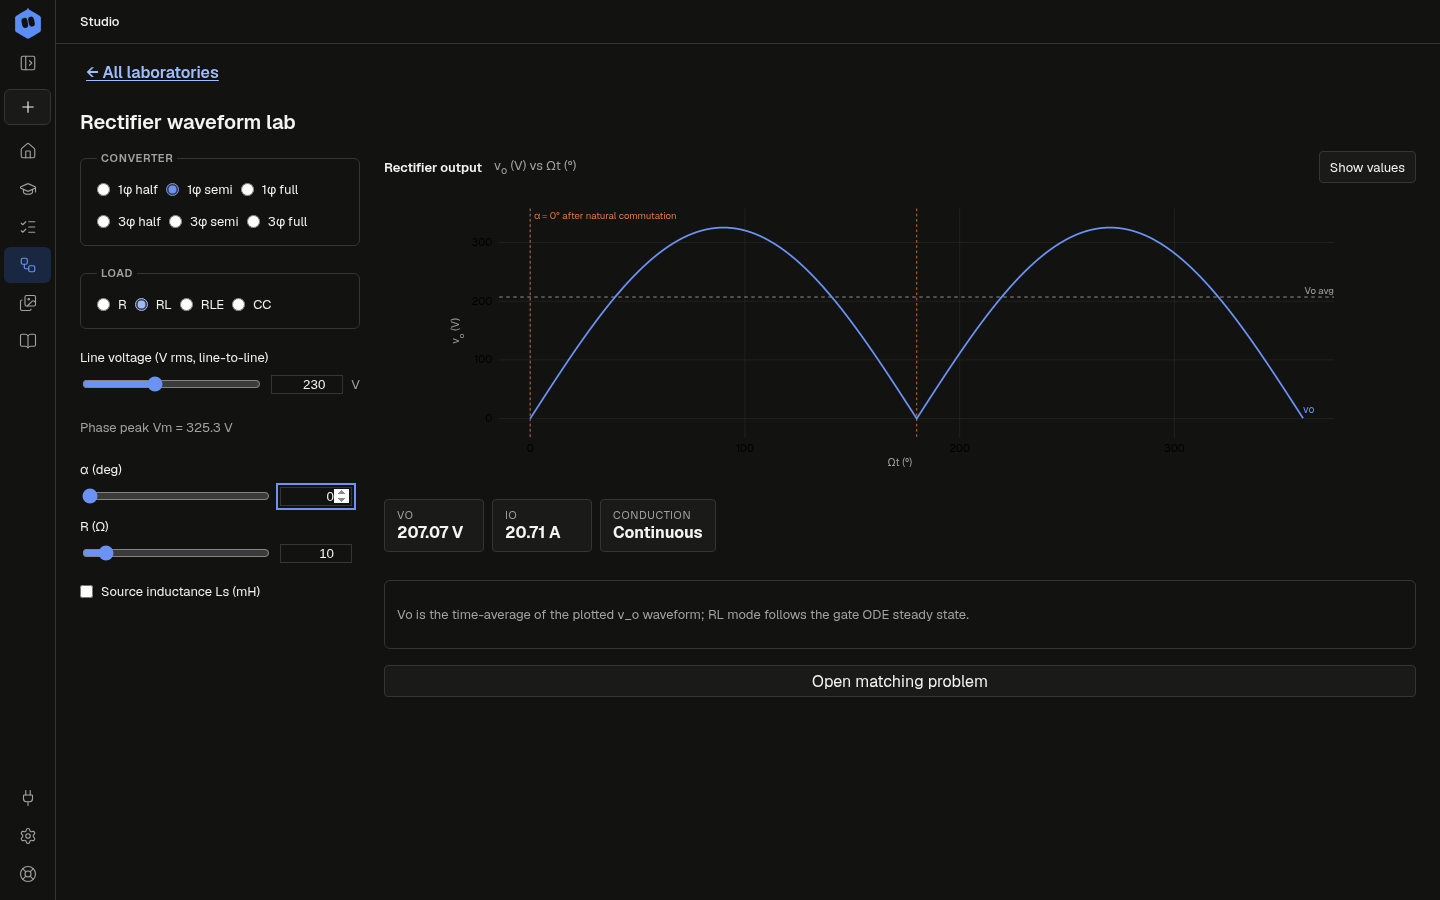 Studio
← All laboratories
Rectifier waveform lab
CONVERTER
1φ half 1φ semi 1φ full
3φ half 3φ semi 3φ full
LOAD
R RL RLE CC
Line voltage (V rms, line-to-line)
230 V
Phase peak Vm = 325.3 V
α (deg)
0
R (Ω)
10
Source inductance Ls (mH)
Rectifier output vo (V) vs Ωt (°)
Show values
α = 0° after natural commutation
300
Vo avg
200
vo (V)
100
vo
0
0 100 200 300
Ωt (°)
VO
207.07 V
IO
20.71 A
CONDUCTION
Continuous
Vo is the time-average of the plotted v_o waveform; RL mode follows the gate ODE steady state.
Open matching problem